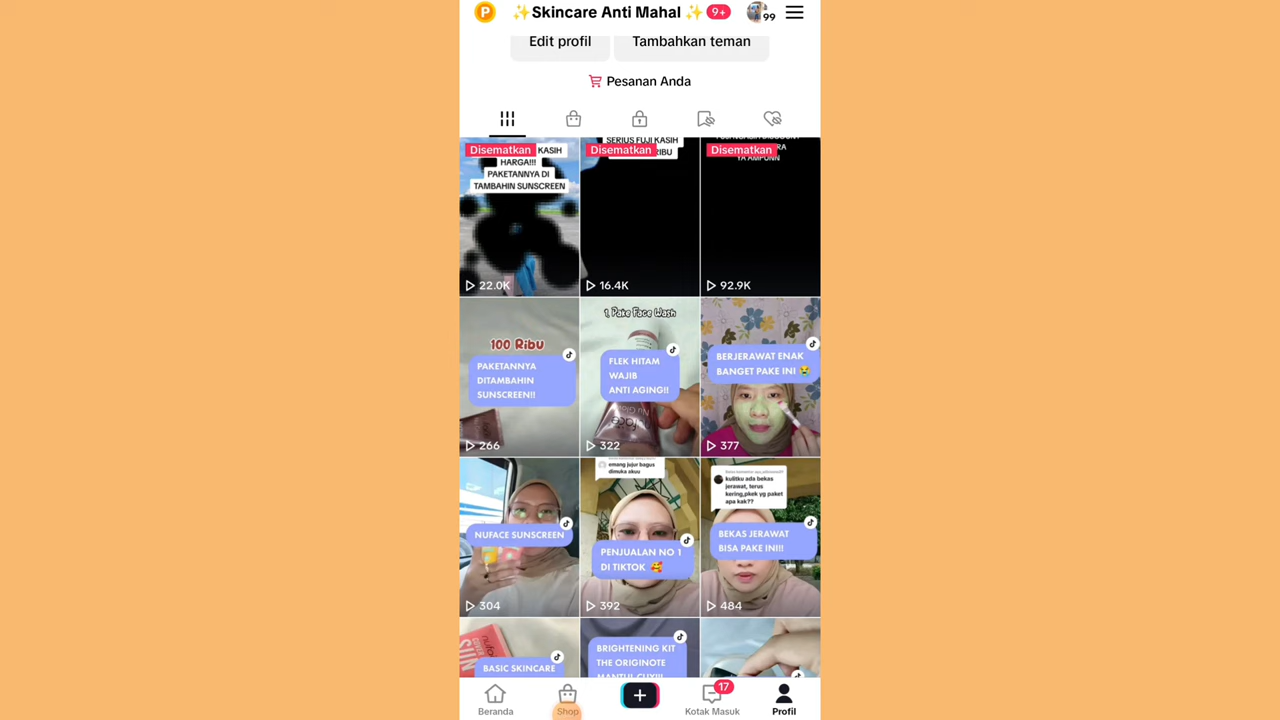 P ✨Skincare Anti Mahal ✨ 9+ 99
Edit profil Tambahkan teman
Pesanan Anda
Disematkan KASIH
HARGA!!!
PAKETANNYA DI
TAMBAHIN SUNSCREEN
22.0K
SERIUS FUJI KASIH
Disematkan RIBU
16.4K
Disematkan RA
YA AMPUNN
92.9K
100 Ribu
PAKETANNYA
DITAMBAHIN
SUNSCREEN!!
266
1. Pake Face Wash
FLEK HITAM
WAJIB
ANTI AGING!!
322
BERJERAWAT ENAK
BANGET PAKE INI 😭
377
NUFACE SUNSCREEN
304
emang jujur bagus
dimuka akuu
PENJUALAN NO 1
DI TIKTOK 🥰
392
kulitku ada bekas
jerawat, terus
kering,pkek yg paket
apa kak??
BEKAS JERAWAT
BISA PAKE INI!!
484
BASIC SKINCARE
BRIGHTENING KIT
THE ORIGINOTE
Beranda Shop Kotak Masuk 17 Profil